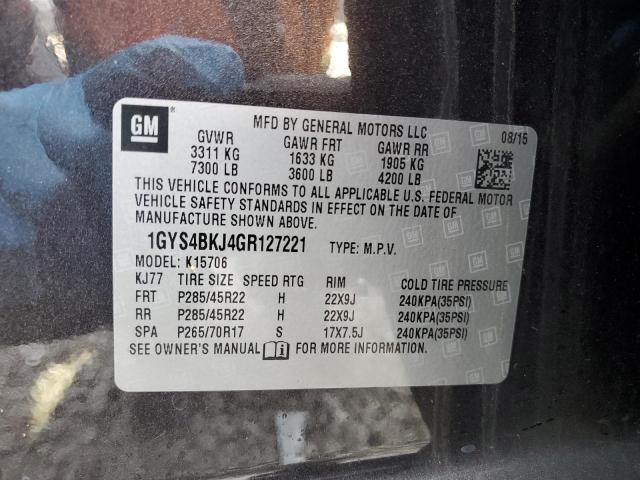 GM
MFD BY GENERAL MOTORS LLC 08/15
GVWR GAWR FRT GAWR RR
3311 KG 1633 KG 1905 KG
7300 LB 3600 LB 4200 LB
THIS VEHICLE CONFORMS TO ALL APPLICABLE U.S. FEDERAL MOTOR
VEHICLE SAFETY STANDARDS IN EFFECT ON THE DATE OF
MANUFACTURE SHOWN ABOVE.
1GYS4BKJ4GR127221 TYPE: M.P.V.
MODEL: K15706
KJ77 TIRE SIZE SPEED RTG RIM COLD TIRE PRESSURE
FRT P285/45R22 H 22X9J 240KPA(35PSI)
RR P285/45R22 H 22X9J 240KPA(35PSI)
SPA P265/70R17 S 17X7.5J 240KPA(35PSI)
SEE OWNER'S MANUAL i FOR MORE INFORMATION.